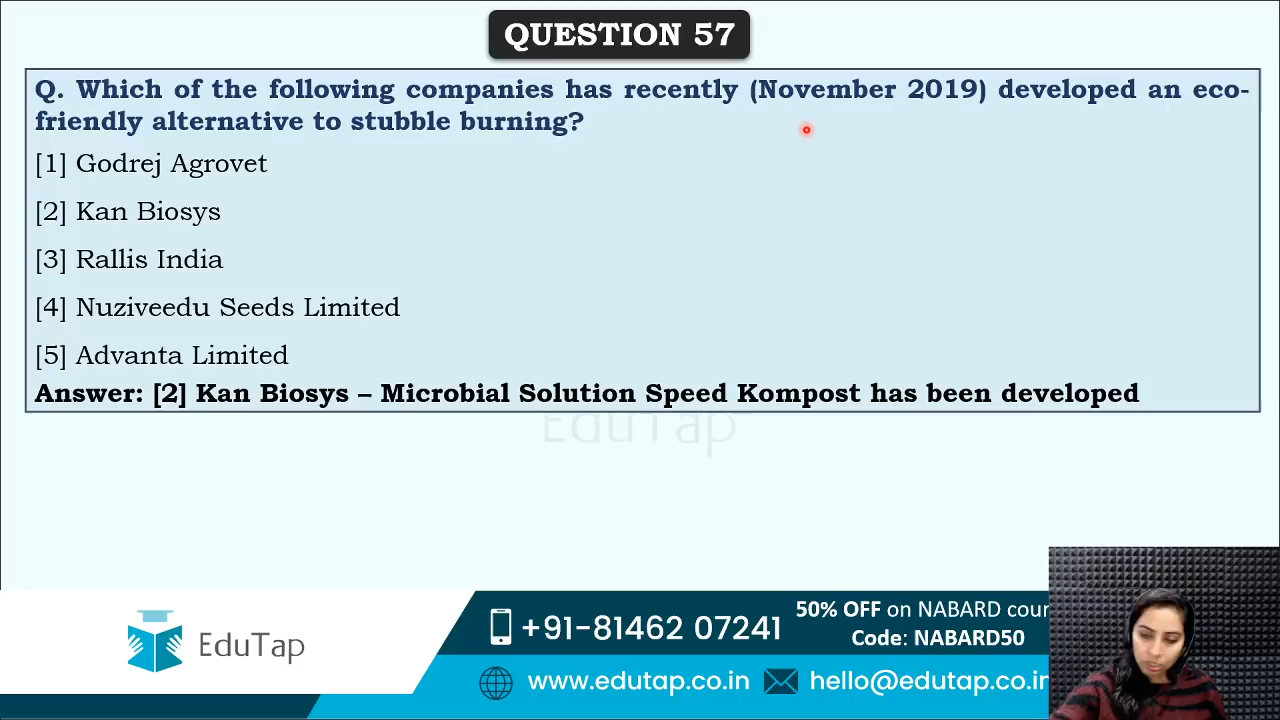 QUESTION 57
Q. Which of the following companies has recently (November 2019) developed an eco-
friendly alternative to stubble burning?
[1] Godrej Agrovet
[2] Kan Biosys
[3] Rallis India
[4] Nuziveedu Seeds Limited
[5] Advanta Limited
Answer: [2] Kan Biosys – Microbial Solution Speed Kompost has been developed
EduTap
EduTap
+91-81462 07241
50% OFF on NABARD cour
Code: NABARD50
www.edutap.co.in
hello@edutap.co.in